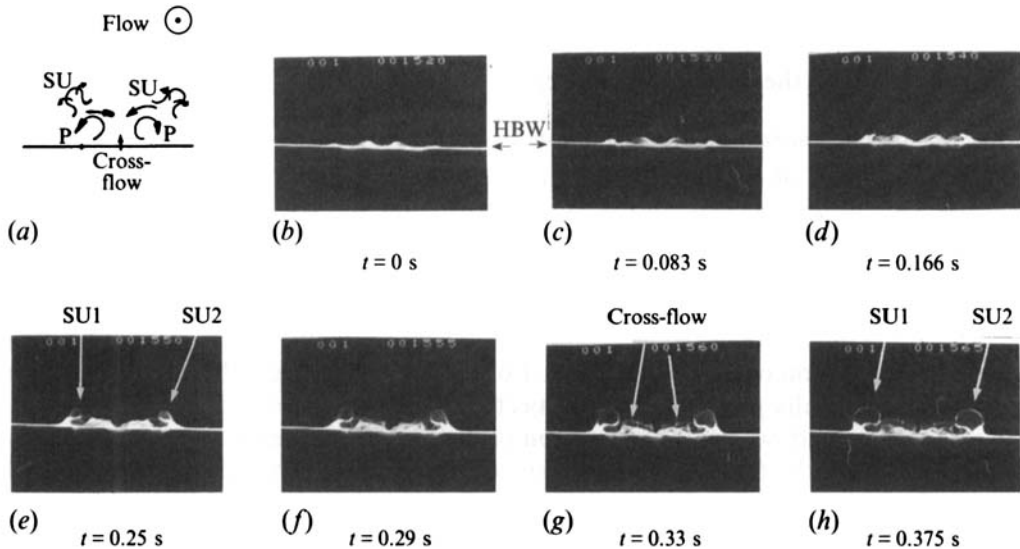 Flow
SU
SU
P
P
Cross-
flow
(a)
001 001520
(b)
t = 0 s
HBW
001 001530
(c)
t = 0.083 s
001 001540
(d)
t = 0.166 s
SU1 SU2
001 001550
(e)
t = 0.25 s
001 001555
(f)
t = 0.29 s
Cross-flow
001 001560
(g)
t = 0.33 s
SU1 SU2
001 001565
(h)
t = 0.375 s